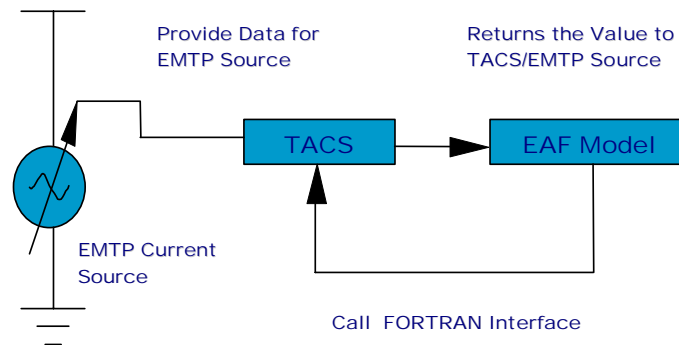 Provide Data for
EMTP Source
Returns the Value to
TACS/EMTP Source
TACS
EAF Model
EMTP Current
Source
Call FORTRAN Interface